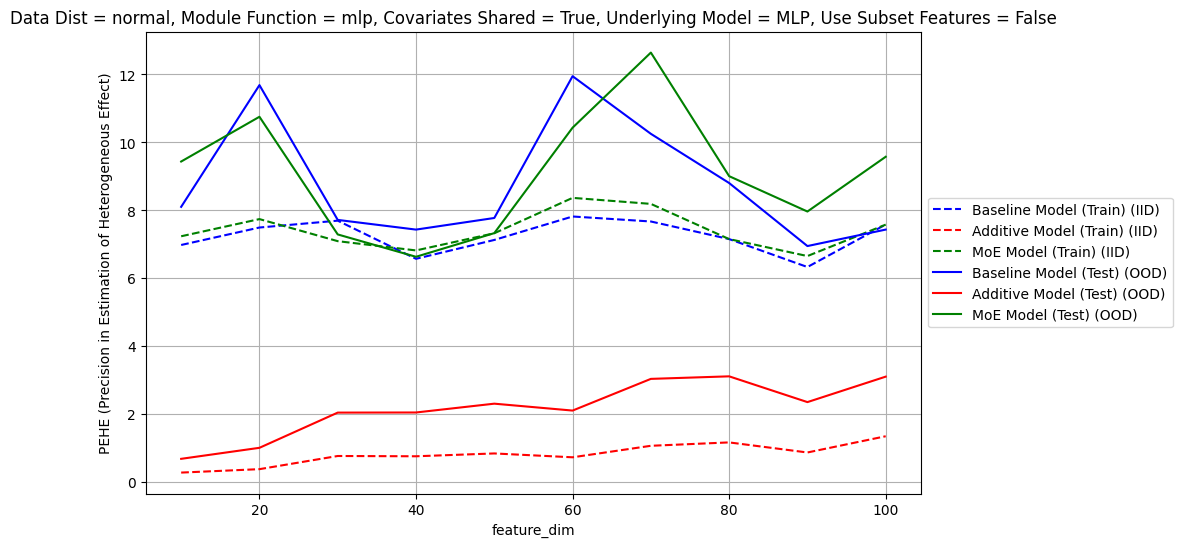 Data Dist = normal, Module Function = mlp, Covariates Shared = True, Underlying Model = MLP, Use Subset Features = False
PEHE (Precision in Estimation of Heterogeneous Effect)
12
10
8
6
4
2
0
20
40
60
80
100
feature_dim
Baseline Model (Train) (IID)
Additive Model (Train) (IID)
MoE Model (Train) (IID)
Baseline Model (Test) (OOD)
Additive Model (Test) (OOD)
MoE Model (Test) (OOD)